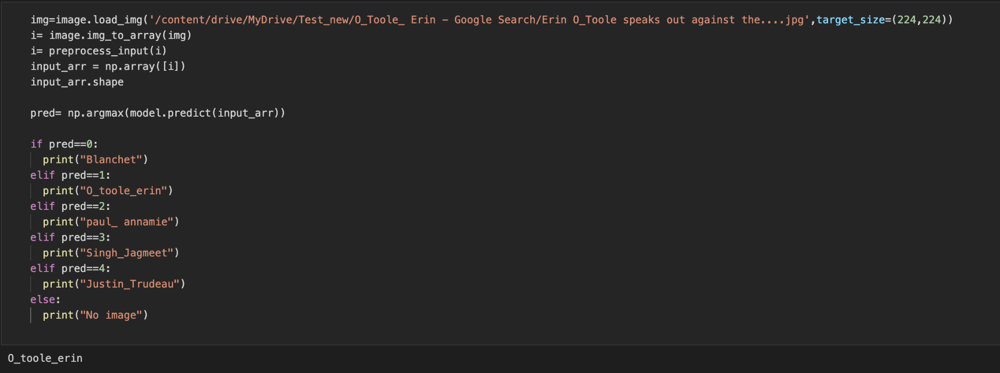 img=image.load_img('/content/drive/MyDrive/Test_new/O_Toole_ Erin – Google Search/Erin O_Toole speaks out against the....jpg',target_size=(224,224))
i= image.img_to_array(img)
i= preprocess_input(i)
input_arr = np.array([i])
input_arr.shape
pred= np.argmax(model.predict(input_arr))
if pred==0:
print("Blanchet")
elif pred==1:
print("O_toole_erin")
elif pred==2:
print("paul_ annamie")
elif pred==3:
print("Singh_Jagmeet")
elif pred==4:
print("Justin_Trudeau")
else:
print("No image")
O_toole_erin